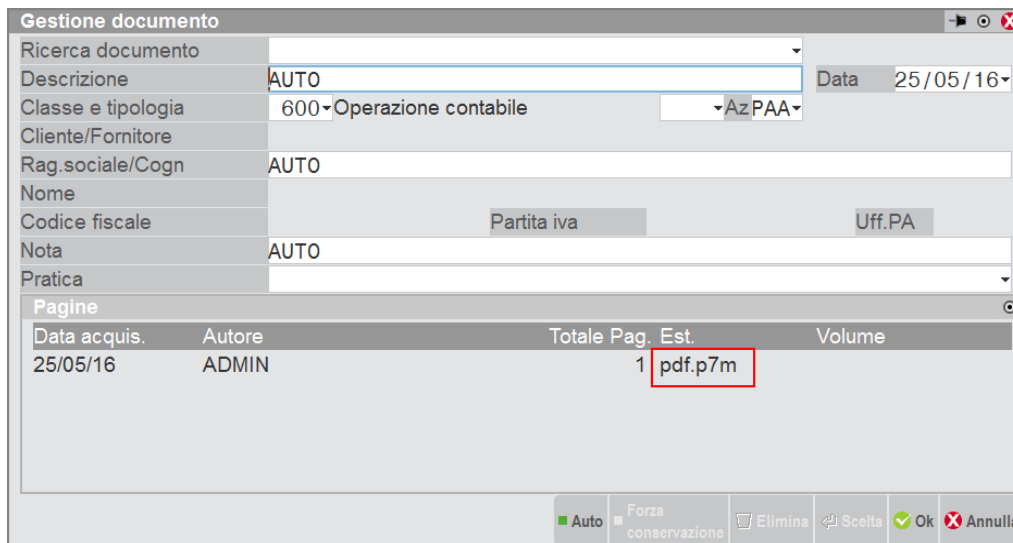 Gestione documento
Ricerca documento
Descrizione AUTO Data 25/05/16
Classe e tipologia 600 Operazione contabile Az PAA
Cliente/Fornitore
Rag.sociale/Cogn AUTO
Nome
Codice fiscale Partita iva Uff.PA
Nota AUTO
Pratica
Pagine
Data acquis. Autore Totale Pag. Est. Volume
25/05/16 ADMIN 1 pdf.p7m
Auto Forza conservazione Elimina Scelta Ok Annulla